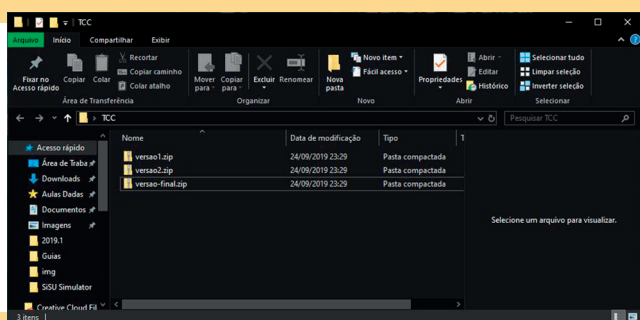 TCC
Arquivo Início Compartilhar Exibir
Fixar no Acesso rápido
Copiar
Colar
Recortar
Copiar caminho
Colar atalho
Mover para
Copiar para
Excluir
Renomear
Nova pasta
Novo item
Fácil acesso
Propriedades
Abrir
Editar
Histórico
Selecionar tudo
Limpar seleção
Inverter seleção
Área de Transferência Organizar Novo Abrir Selecionar
TCC
Pesquisar TCC
Nome Data de modificação Tipo T
versao1.zip 24/09/2019 23:29 Pasta compactada
versao2.zip 24/09/2019 23:29 Pasta compactada
versao-final.zip 24/09/2019 23:29 Pasta compactada
Acesso rápido
Área de Traba
Downloads
Aulas Dadas
Documentos
Imagens
2019.1
Guias
img
SiSU Simulator
Creative Cloud Fil
Selecione um arquivo para visualizar.
3 itens